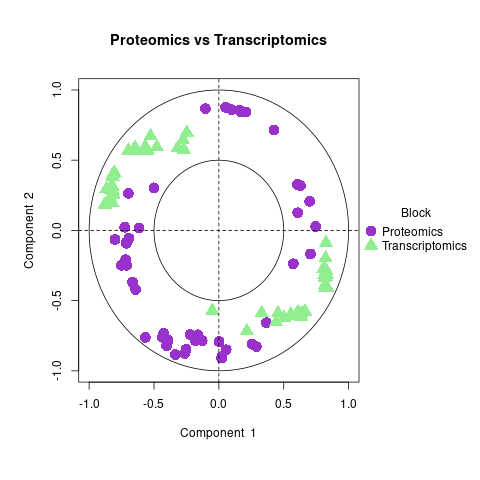 Proteomics vs Transcriptomics
1.0
0.5
0.0
-0.5
-1.0
Component 2
-1.0 -0.5 0.0 0.5 1.0
Component 1
Block
Proteomics
Transcriptomics